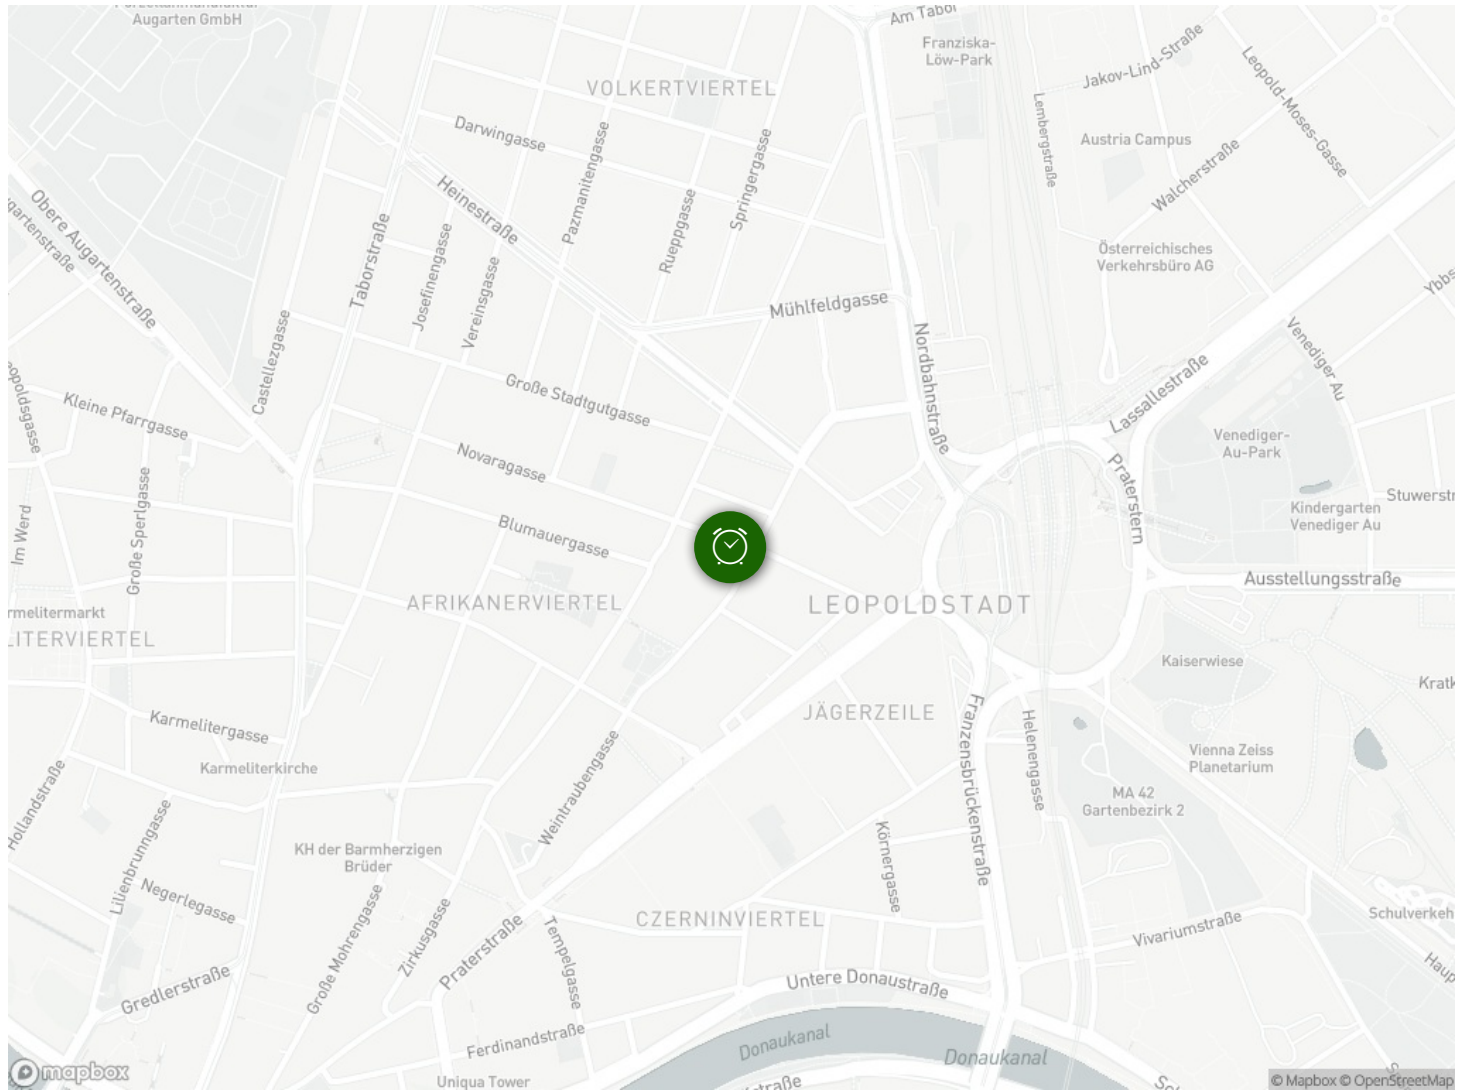 Augarten GmbH
Am Tabor
Franziska-
Löw-Park
Jakov-Lind-Straße
Leopold-Moses-Gasse
VOLKERTVIERTEL
Lembergstraße
Darwingasse
Pazmanitengasse
Springergasse
Austria Campus
Walcherstraße
Heinestraße
Rueppgasse
Obere Augartenstraße
Taborstraße
Josefinengasse
Vereinsgasse
Österreichisches
Verkehrsbüro AG
Mühlfeldgasse
Castellezgasse
Nordbahnstraße
Venediger Au
Lassallestraße
Große Stadtgutgasse
Kleine Pfarrgasse
Venediger-
Au-Park
Novaragasse
Praterstern
Große Sperlgasse
Im Werd
Blumauergasse
Kindergarten
Venediger Au
Ausstellungsstraße
AFRIKANERVIERTEL
LEOPOLDSTADT
Kaiserwiese
Karmelitergasse
JÄGERZEILE
Franzensbrückenstraße
Helenengasse
Karmeliterkirche
Weintraubengasse
Vienna Zeiss
Planetarium
MA 42
Gartenbezirk 2
Hollandstraße
Lilienbrunngasse
KH der Barmherzigen
Brüder
Körnergasse
Negerlegasse
Große Mohrengasse
Zirkusgasse
Praterstraße
Tempelgasse
CZERNINVIERTEL
Vivariumstraße
Gredlerstraße
Untere Donaustraße
Ferdinandstraße
Donaukanal
Donaukanal
Uniqua Tower
mapbox
© Mapbox © OpenStreetMap